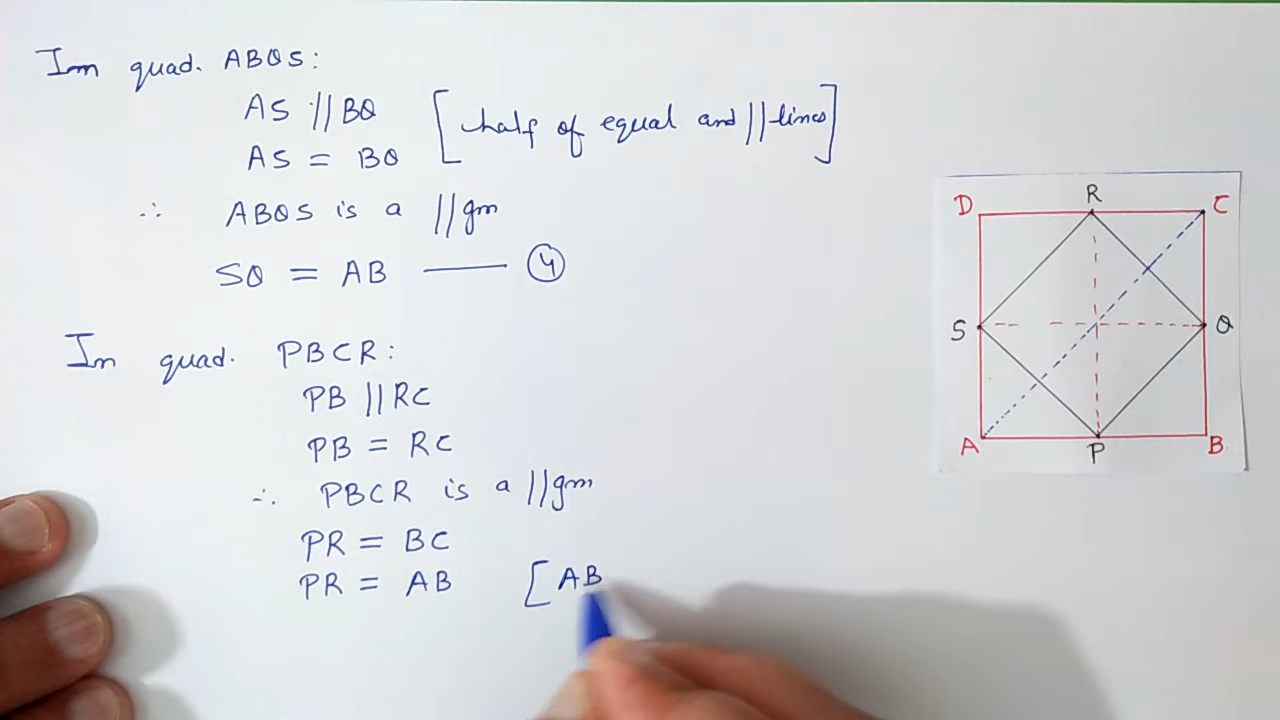 Im quad. ABQS:
AS || BQ [half of equal and || lines]
AS = BQ
∴ ABQS is a ||gm
SQ = AB —— ④
In quad. PBCR:
PB || RC
PB = RC
∴ PBCR is a ||gm
PR = BC
PR = AB [AB
D R C
S Q
A P B